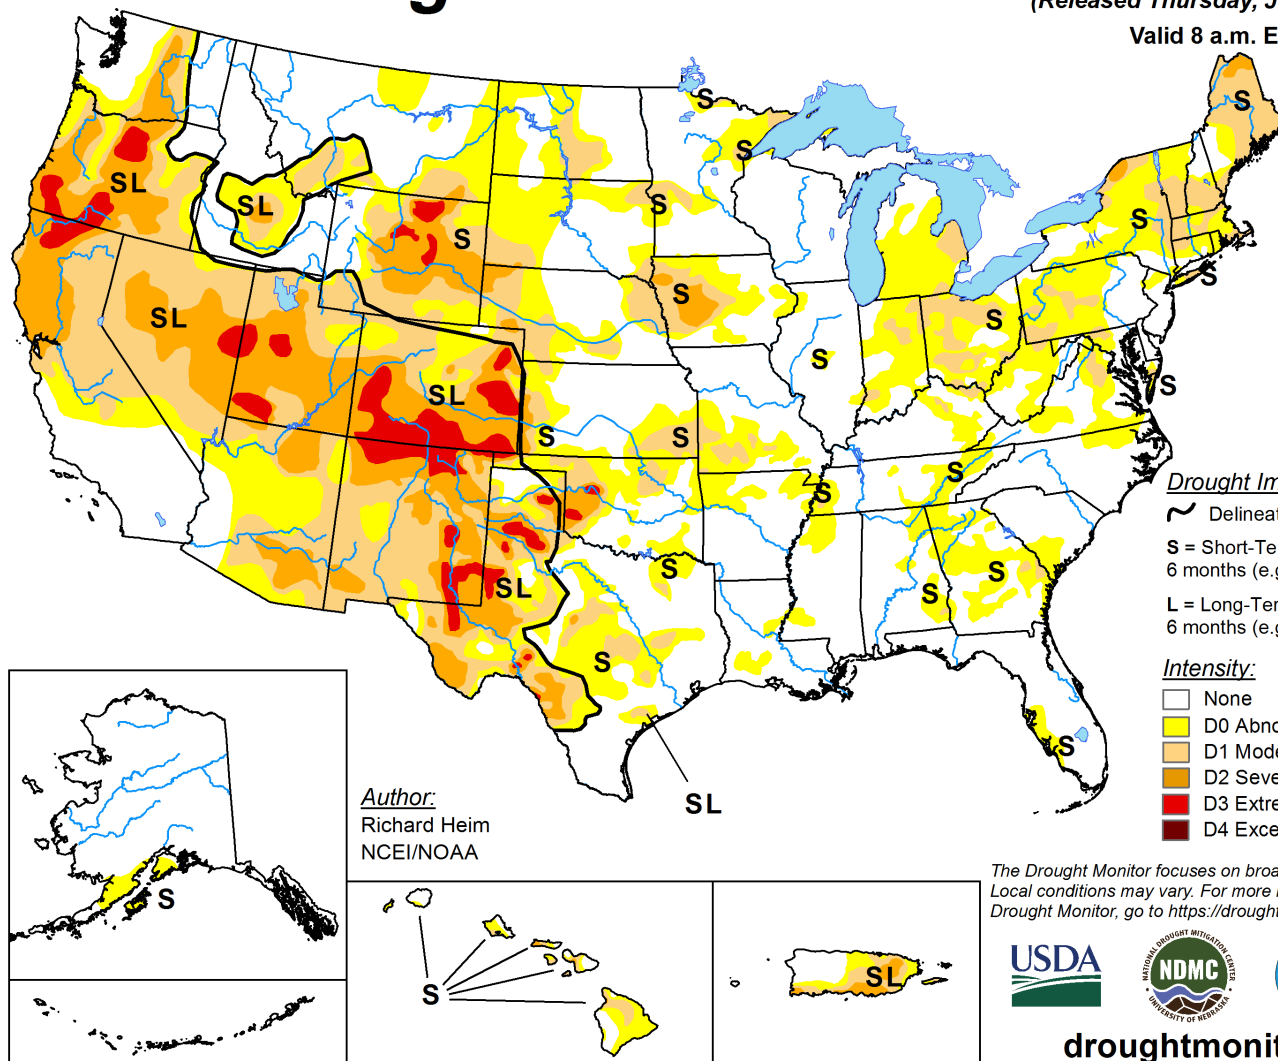 (Released Thursday, J
Valid 8 a.m. E
S
S
S
SL
SL
S
S
S
S
S
SL
S
S
S
SL
S
S
S
S
S
S
S
SL
S
S
S
SL
Drought Im
Delineat
S = Short-Te
6 months (e.g
L = Long-Ter
6 months (e.g
Intensity:
None
D0 Abno
D1 Mode
D2 Seve
D3 Extre
D4 Exce
Author:
Richard Heim
NCEI/NOAA
The Drought Monitor focuses on broa
Local conditions may vary. For more
Drought Monitor, go to https://drought
S
S
SL
USDA
NATIONAL DROUGHT MITIGATION CENTER
NDMC
UNIVERSITY OF NEBRASKA
droughtmonit